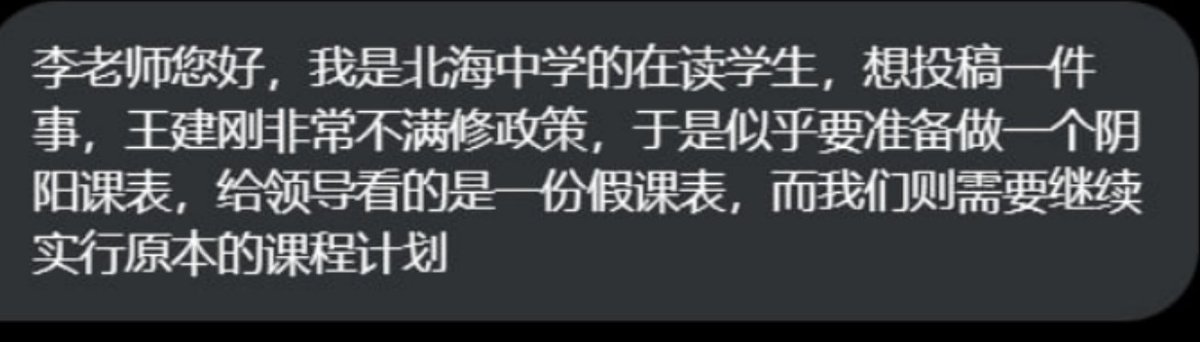 李老师您好，我是北海中学的在读学生，想投稿一件
事，王建刚非常不满修政策，于是似乎要准备做一个阴
阳课表，给领导看的是一份假课表，而我们则需要继续
实行原本的课程计划